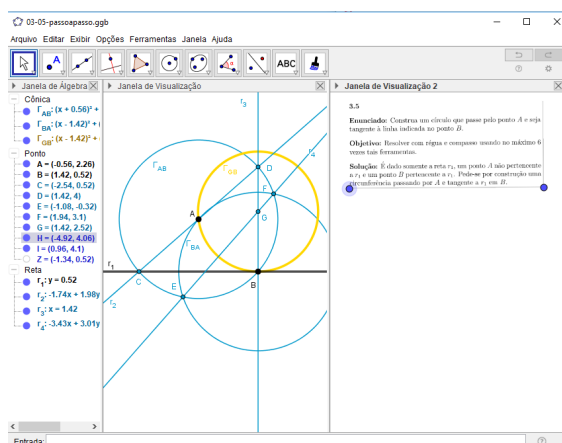 03-05-passoapasso.ggb
Arquivo Editar Exibir Opções Ferramentas Janela Ajuda
A
ABC
Janela de Álgebra
Janela de Visualização
Janela de Visualização 2
Cônica
Γ_AB: (x + 0.56)² +
Γ_BA: (x - 1.42)² +
Γ_GB: (x - 1.42)² +
Ponto
A = (-0.56, 2.26)
B = (1.42, 0.52)
C = (-2.54, 0.52)
D = (1.42, 4)
E = (-1.08, -0.32)
F = (1.94, 3.1)
G = (1.42, 2.52)
H = (-4.92, 4.06)
I = (0.96, 4.1)
Z = (-1.34, 0.52)
Reta
r₁: y = 0.52
r₂: -1.74x + 1.98y
r₃: x = 1.42
r₄: -3.43x + 3.01y
r₃
r₄
Γ_AB
Γ_GB
D
F
A
G
Γ_BA
r₁
C
E
B
r₂
3.5
Enunciado: Construa um círculo que passe pelo ponto A e seja
tangente à linha indicada no ponto B.
Objetivo: Resolver com régua e compasso usando no máximo 6
vezes tais ferramentas.
Solução: É dado somente a reta r₁, um ponto A não pertencente
a r₁ e um ponto B pertencente a r₁. Pede-se por construção uma
circunferência passando por A e tangente a r₁ em B.
Entrada: